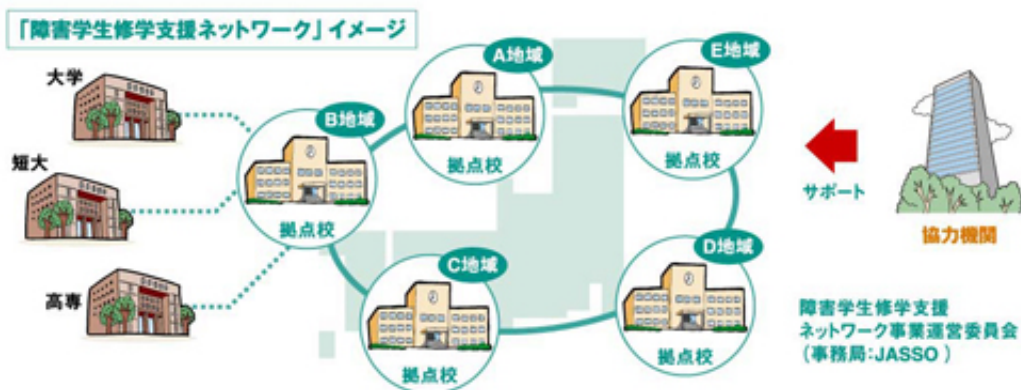 「障害学生修学支援ネットワーク」イメージ
大学
短大
高専
B地域
拠点校
A地域
拠点校
E地域
拠点校
C地域
拠点校
D地域
拠点校
サポート
協力機関
障害学生修学支援
ネットワーク事業運営委員会
(事務局:JASSO )